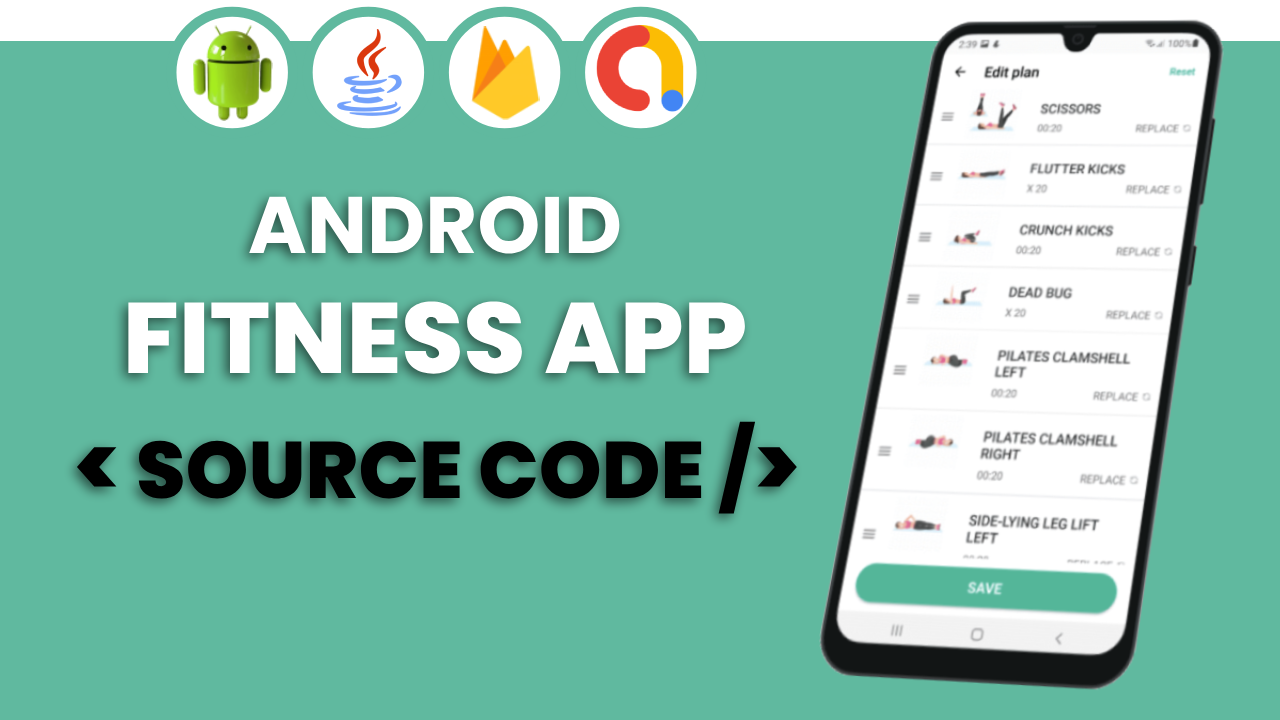 ANDROID
FITNESS APP
< SOURCE CODE />
2:39
100%
Edit plan
Reset
SCISSORS
00:20
REPLACE
FLUTTER KICKS
X 20
REPLACE
CRUNCH KICKS
00:20
REPLACE
DEAD BUG
X 20
REPLACE
PILATES CLAMSHELL
LEFT
00:20
REPLACE
PILATES CLAMSHELL
RIGHT
00:20
REPLACE
SIDE-LYING LEG LIFT
LEFT
SAVE